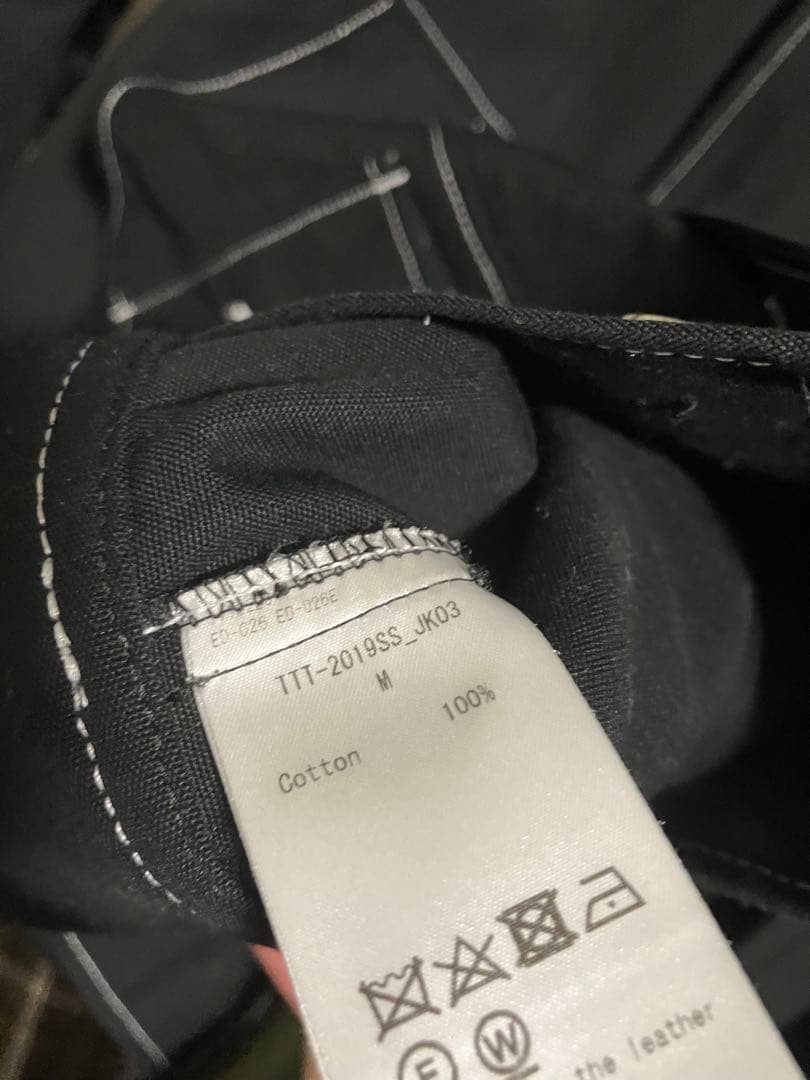 ED-026 ED-026E
TTT-2019SS_JK03
M
100%
Cotton
F
W
the leather